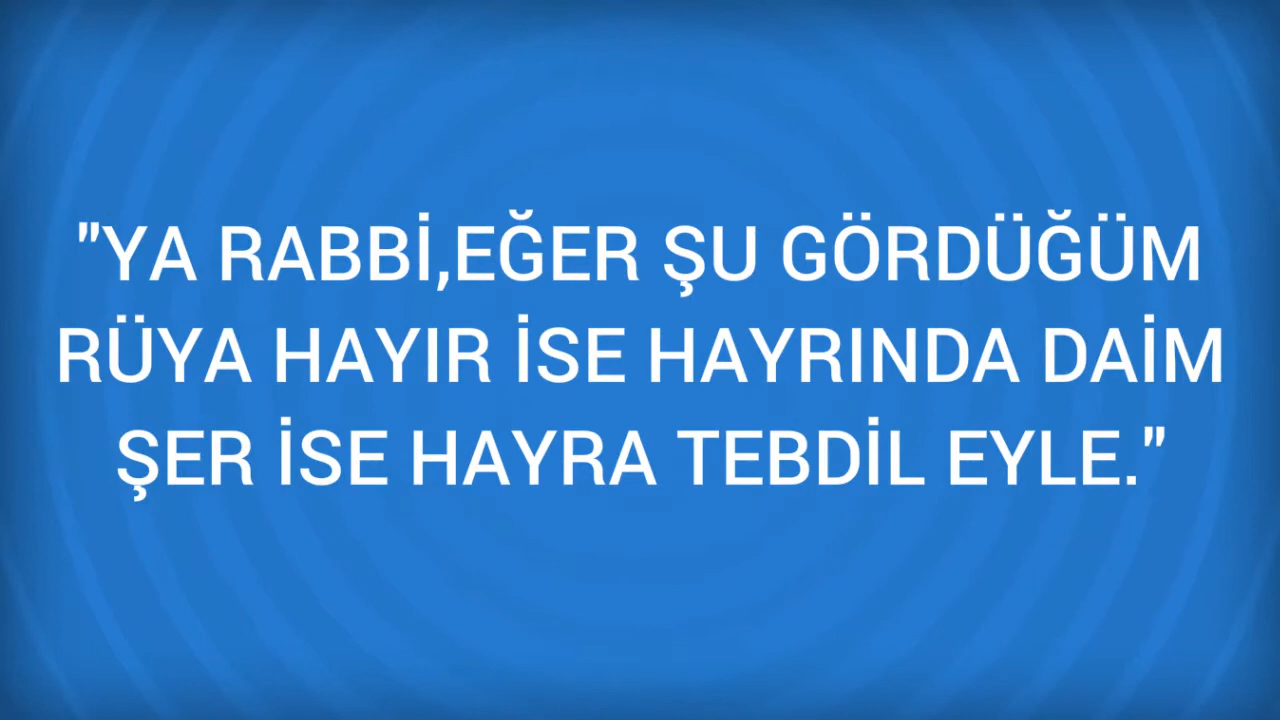 "YA RABBİ,EĞER ŞU GÖRDÜĞÜM
RÜYA HAYIR İSE HAYRINDA DAİM
ŞER İSE HAYRA TEBDİL EYLE."